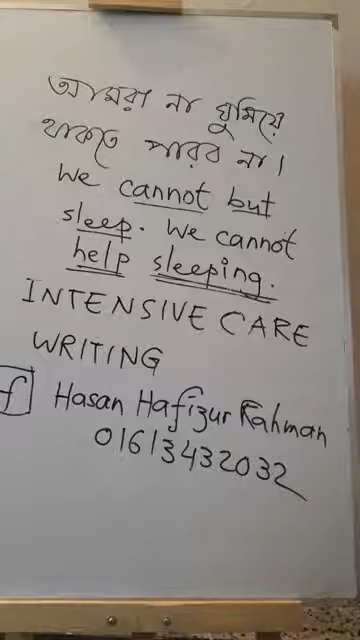 আমরা না ঘুমিয়ে
থাকতে পারব না।
We cannot but
sleep. We cannot
help sleeping.
INTENSIVE CARE
WRITING
f Hasan Hafizur Rahman
01613432032